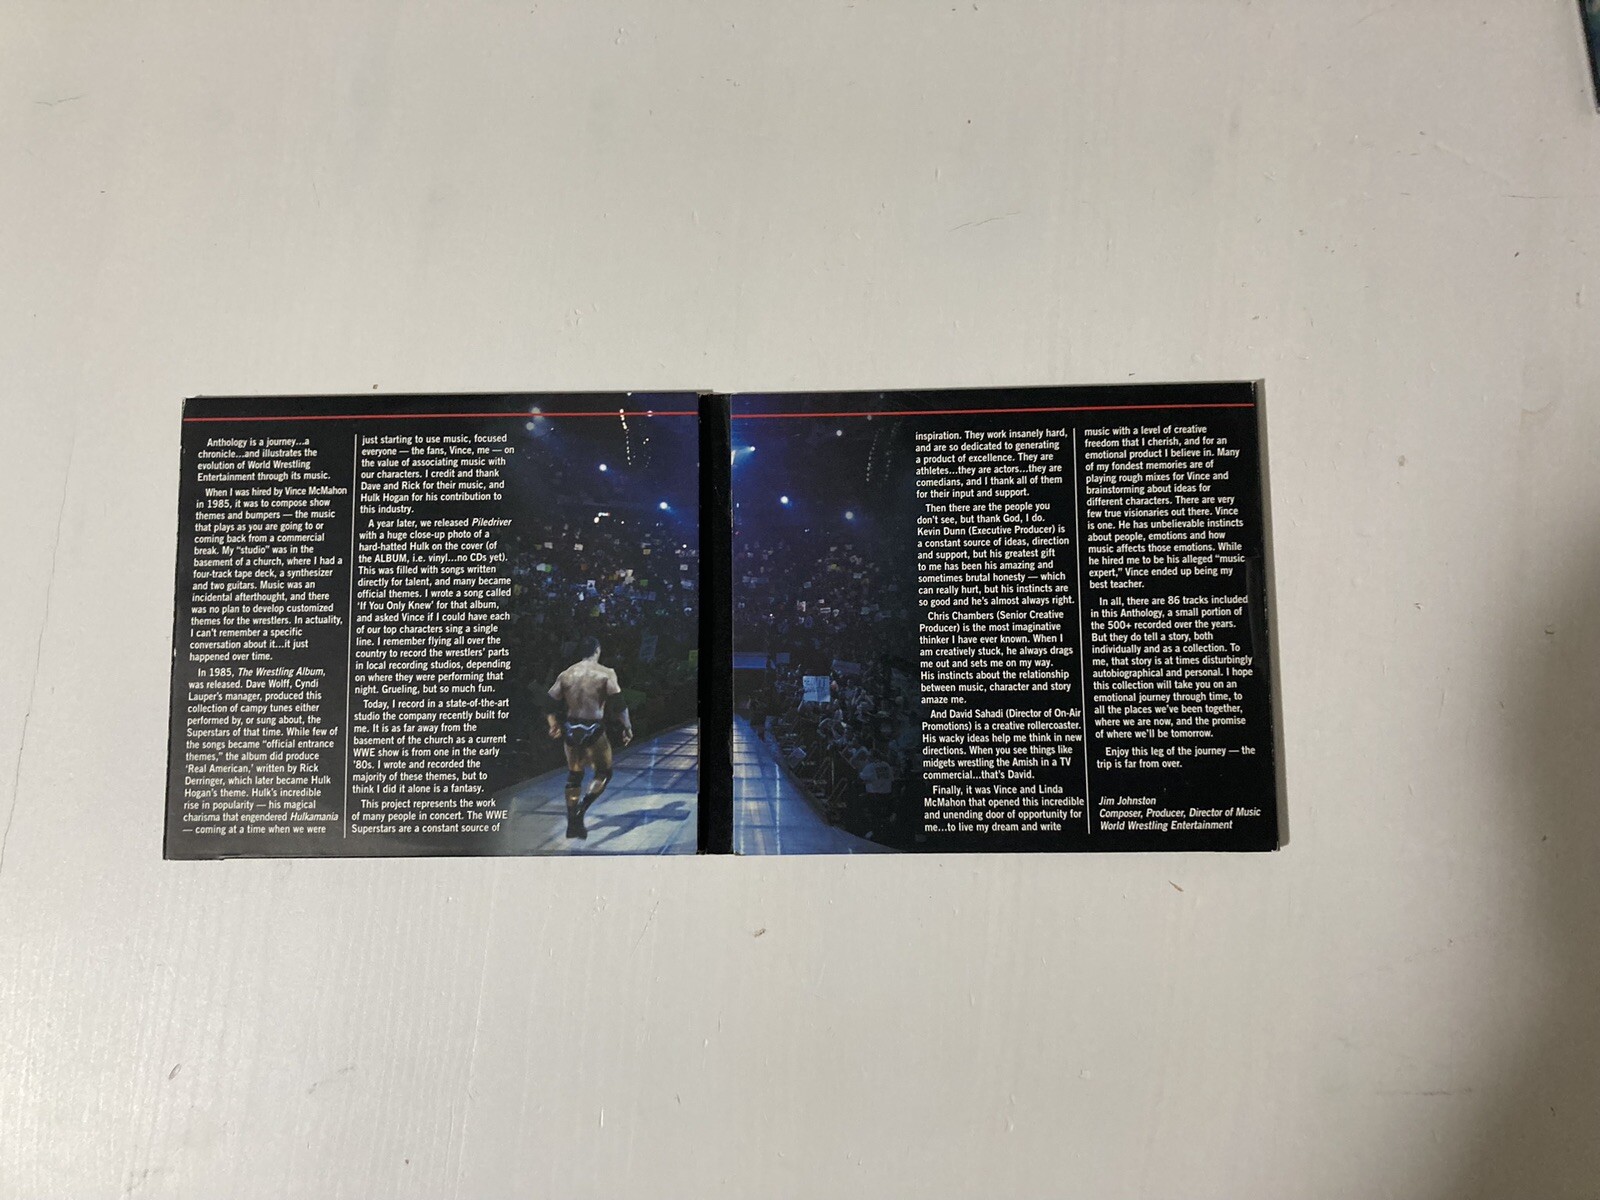 Anthology is a journey...a
chronicle...and illustrates the
evolution of World Wrestling
Entertainment through its music.
When I was hired by Vince McMahon
in 1985, it was to compose show
themes and bumpers — the music
that plays as you are going to or
coming back from a commercial
break. My "studio" was in the
basement of a church, where I had a
four-track tape deck, a synthesizer
and two guitars. Music was an
incidental afterthought, and there
was no plan to develop customized
themes for the wrestlers. In actuality,
I can't remember a specific
conversation about it...it just
happened over time.
In 1985, The Wrestling Album,
was released. Dave Wolff, Cyndi
Lauper's manager, produced this
collection of campy tunes either
performed by, or sung about, the
Superstars of that time. While few of
the songs became "official entrance
themes," the album did produce
'Real American,' written by Rick
Derringer, which later became Hulk
Hogan's theme. Hulk's incredible
rise in popularity — his magical
charisma that engendered Hulkamania
— coming at a time when we were
just starting to use music, focused
everyone — the fans, Vince, me — on
the value of associating music with
our characters. I credit and thank
Dave and Rick for their music, and
Hulk Hogan for his contribution to
this industry.
A year later, we released Piledriver
with a huge close-up photo of a
hard-hatted Hulk on the cover (of
the ALBUM, i.e. vinyl...no CDs yet).
This was filled with songs written
directly for talent, and many became
official themes. I wrote a song called
'If You Only Knew' for that album,
and asked Vince if I could have each
of our top characters sing a single
line. I remember flying all over the
country to record the wrestlers' parts
in local recording studios, depending
on where they were performing that
night. Grueling, but so much fun.
Today, I record in a state-of-the-art
studio the company recently built for
me. It is as far away from the
basement of the church as a current
WWE show is from one in the early
'80s. I wrote and recorded the
majority of these themes, but to
think I did it alone is a fantasy.
This project represents the work
of many people in concert. The WWE
Superstars are a constant source of
inspiration. They work insanely hard,
and are so dedicated to generating
a product of excellence. They are
athletes...they are actors...they are
comedians, and I thank all of them
for their input and support.
Then there are the people you
don't see, but thank God, I do.
Kevin Dunn (Executive Producer) is
a constant source of ideas, direction
and support, but his greatest gift
to me has been his amazing and
sometimes brutal honesty — which
can really hurt, but his instincts are
so good and he's almost always right.
Chris Chambers (Senior Creative
Producer) is the most imaginative
thinker I have ever known. When I
am creatively stuck, he always drags
me out and sets me on my way.
His instincts about the relationship
between music, character and story
amaze me.
And David Sahadi (Director of On-Air
Promotions) is a creative rollercoaster.
His wacky ideas help me think in new
directions. When you see things like
midgets wrestling the Amish in a TV
commercial...that's David.
Finally, it was Vince and Linda
McMahon that opened this incredible
and unending door of opportunity for
me...to live my dream and write
music with a level of creative
freedom that I cherish, and for an
emotional product I believe in. Many
of my fondest memories are of
playing rough mixes for Vince and
brainstorming about ideas for
different characters. There are very
few true visionaries out there. Vince
is one. He has unbelievable instincts
about people, emotions and how
music affects those emotions. While
he hired me to be his alleged "music
expert," Vince ended up being my
best teacher.
In all, there are 86 tracks included
in this Anthology, a small portion of
the 500+ recorded over the years.
But they do tell a story, both
individually and as a collection. To
me, that story is at times disturbingly
autobiographical and personal. I hope
this collection will take you on an
emotional journey through time, to
all the places we've been together,
where we are now, and the promise
of where we'll be tomorrow.
Enjoy this leg of the journey — the
trip is far from over.
Jim Johnston
Composer, Producer, Director of Music
World Wrestling Entertainment